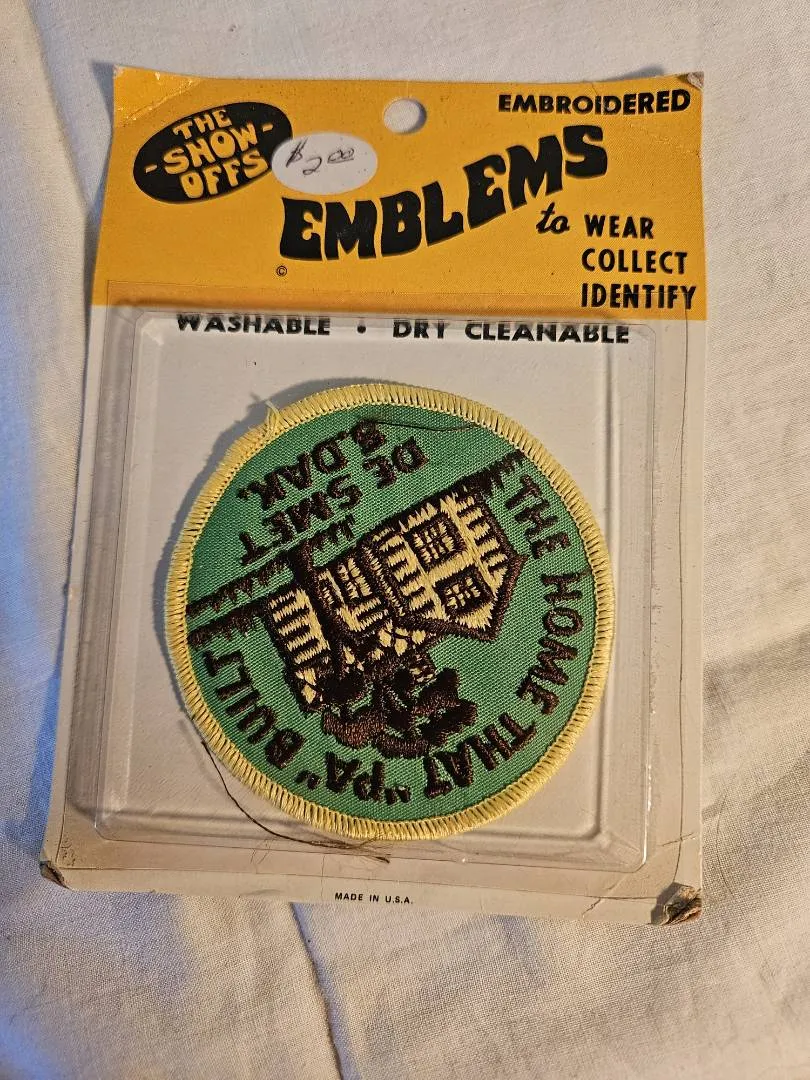 THE
-SHOW-
OFFS
$2.00
EMBROIDERED
EMBLEMS
©
to WEAR
COLLECT
IDENTIFY
WASHABLE • DRY CLEANABLE
THE HOME THAT "PA" BUILT
DE SMET
S.DAK.
MADE IN U.S.A.